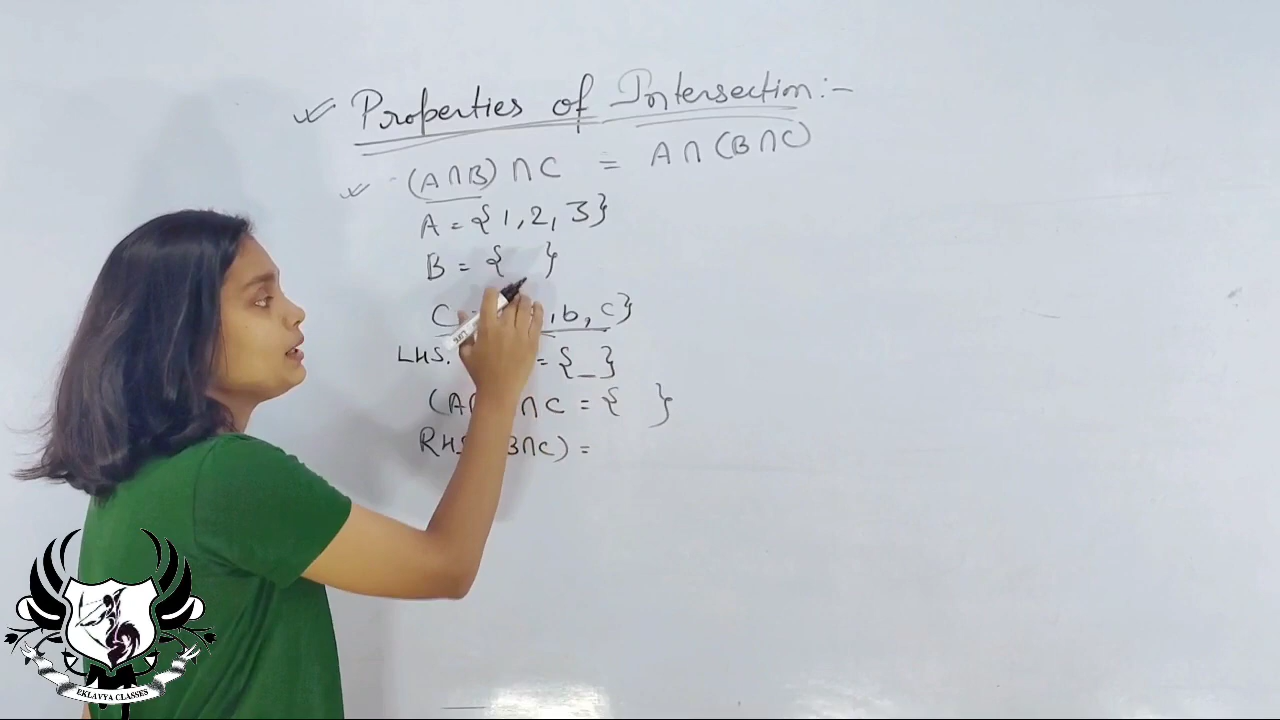 Properties of Intersection:-
(A∩B)∩C = A∩(B∩C)
A = {1, 2, 3}
B = { }
C , b, c}
LHS. = {_}
(A∩ ∩C = { }
RHS B∩C) =
EKLAVYA CLASSES